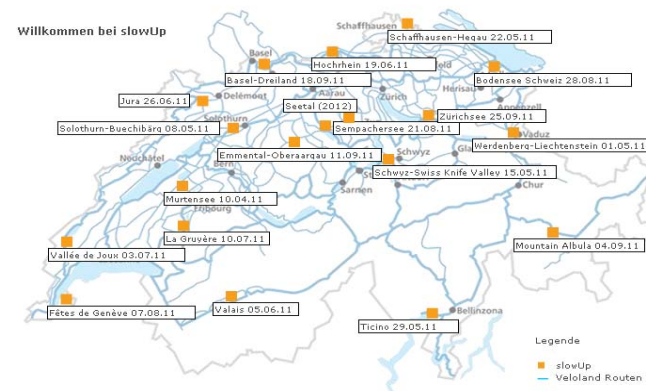 Willkommen bei slowUp
Schaffhausen
Schaffhausen-Hegau 22.05.11
Basel
Hochrhein 19.06.11
Basel-Dreiland 18.09.11
Bodensee Schweiz 28.08.11
Herisau
Aarau
Zürich
Delémont
Jura 26.06.11
Seetal (2012)
Appenzell
Zürichsee 25.09.11
Solothurn
Solothurn-Buechibärg 08.05.11
Sempachersee 21.08.11
Vaduz
Werdenberg-Liechtenstein 01.05.11
Emmental-Oberaargau 11.09.11
Schwyz
Neuchâtel
Bern
Schwyz-Swiss Knife Valley 15.05.11
Sarnen
Chur
Murtensee 10.04.11
Fribourg
La Gruyère 10.07.11
Mountain Albula 04.09.11
Vallée de Joux 03.07.11
Fêtes de Genève 07.08.11
Valais 05.06.11
Bellinzona
Ticino 29.05.11
Legende
slowUp
Veloland Routen